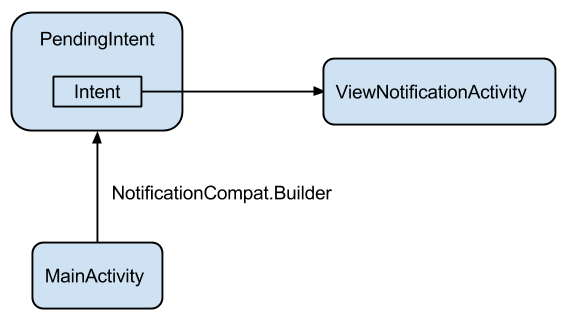 PendingIntent
Intent
ViewNotificationActivity
NotificationCompat.Builder
MainActivity